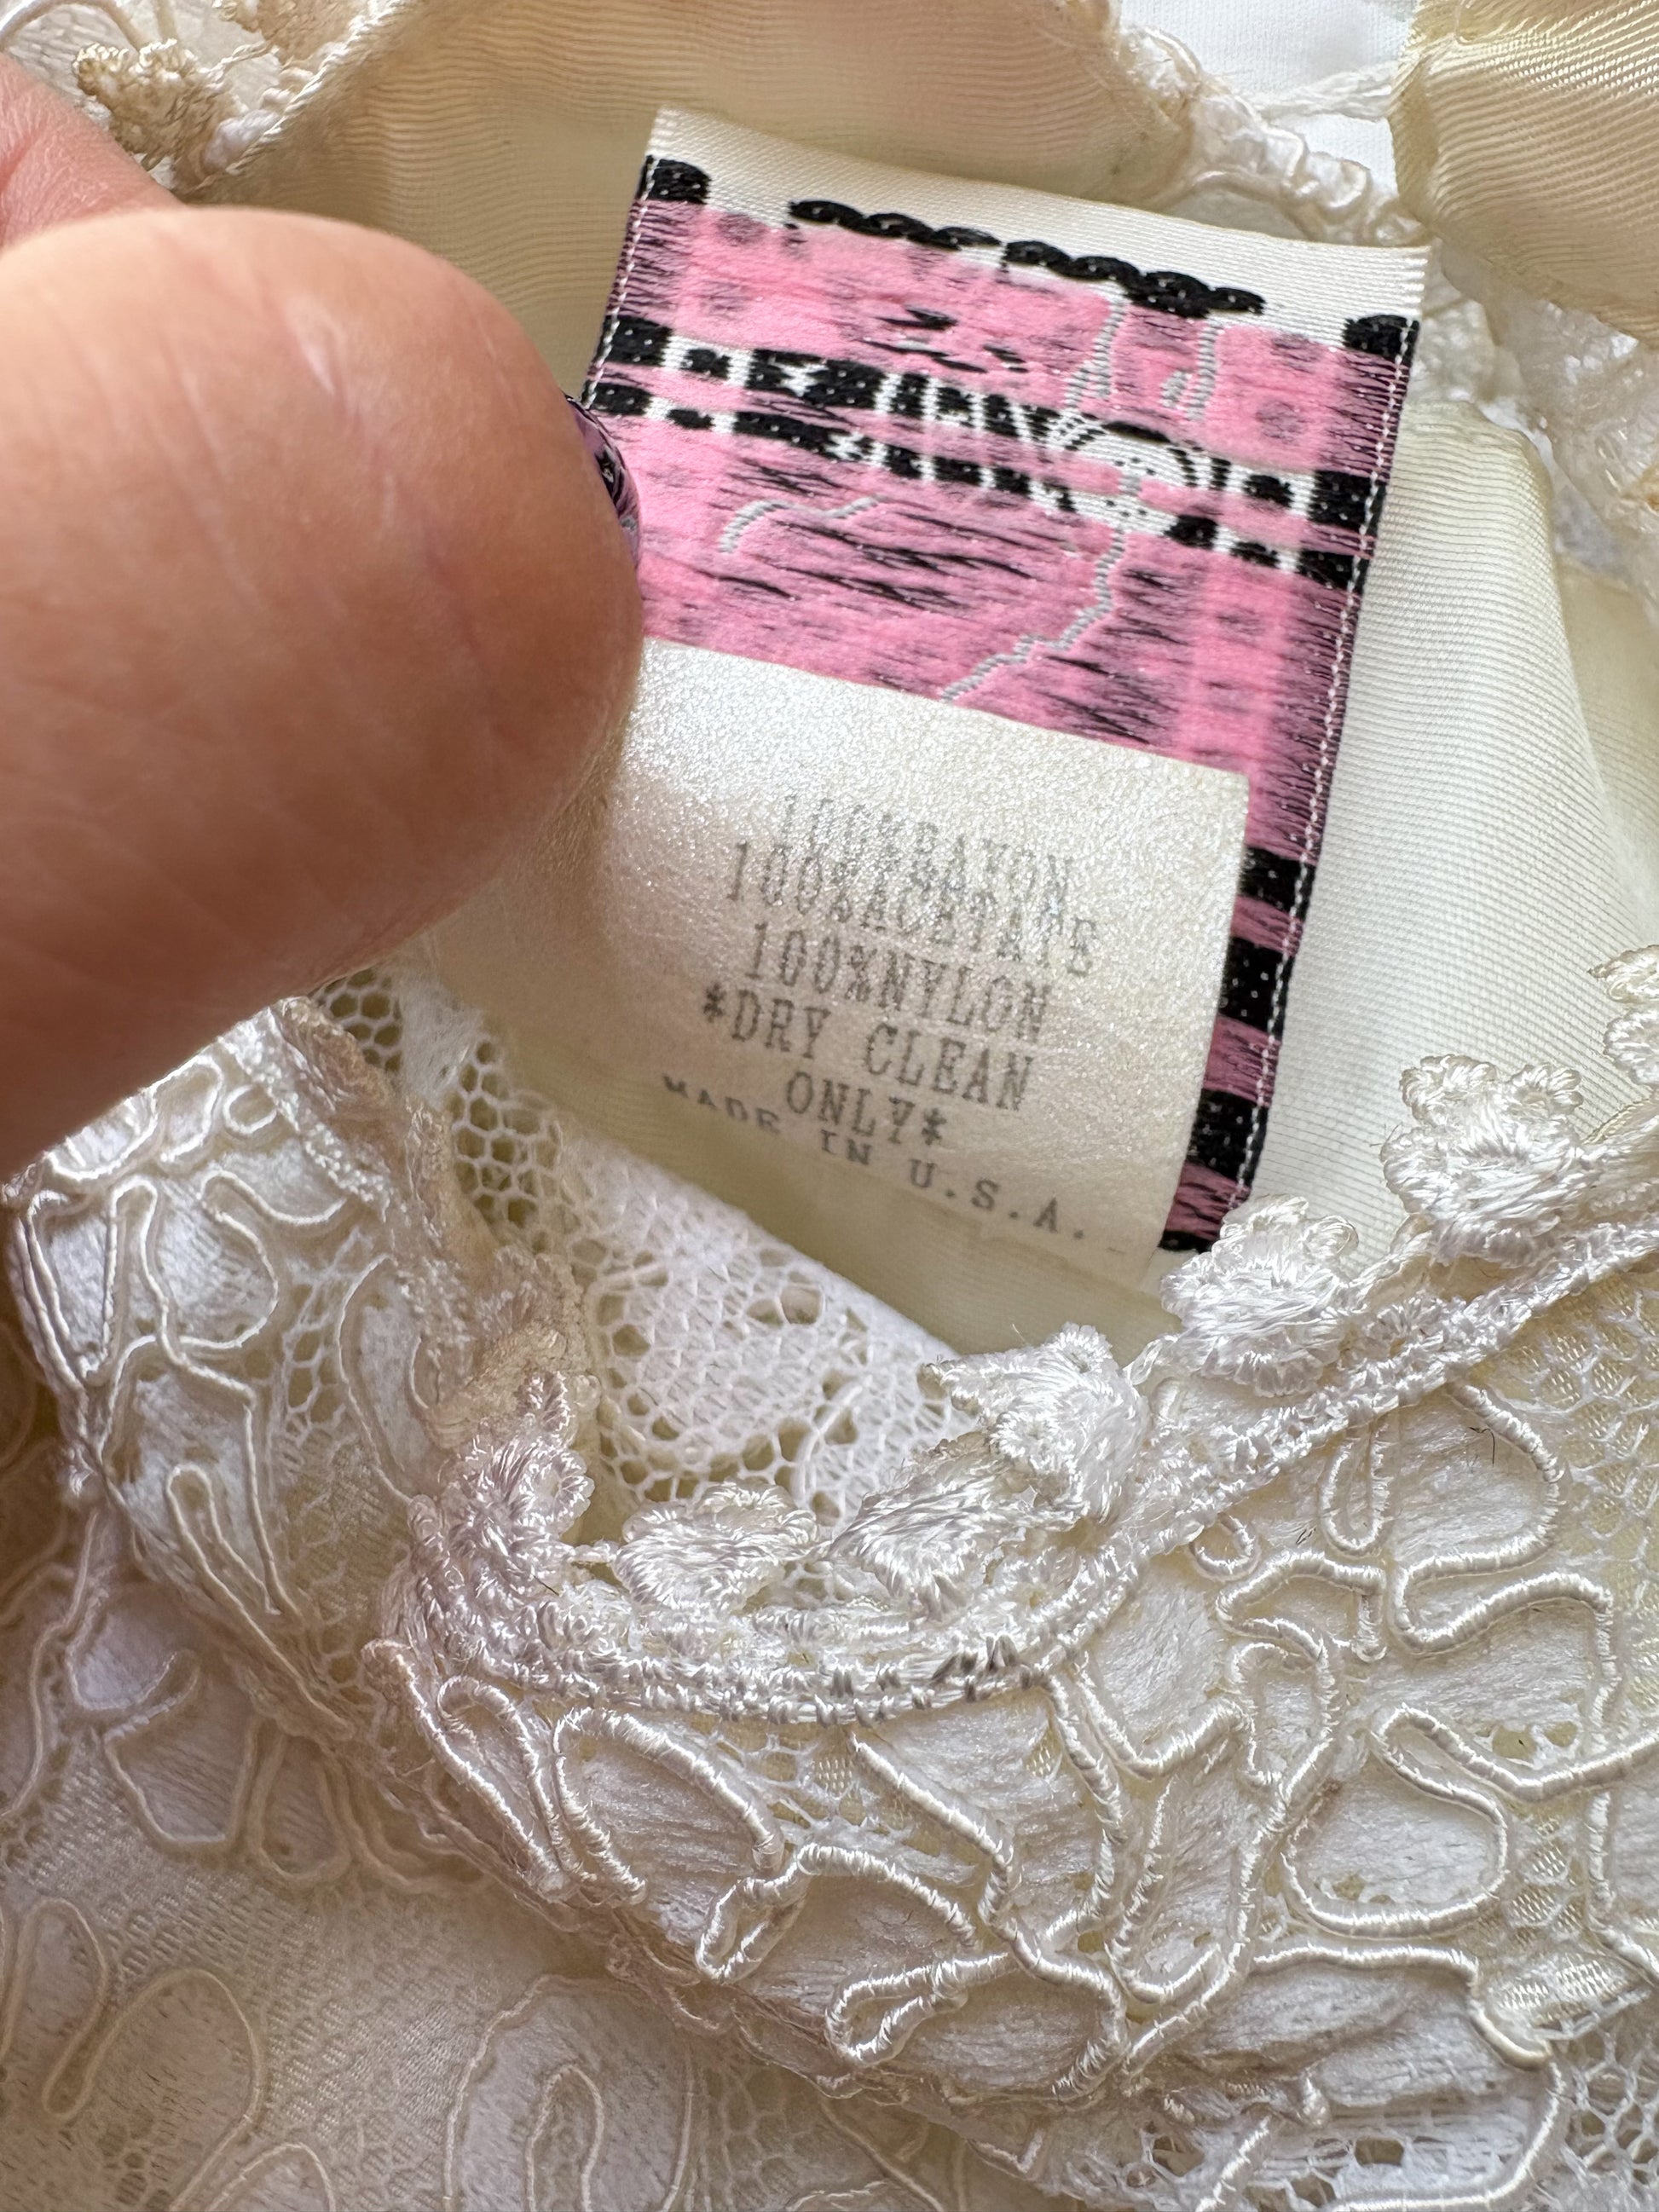 100%RAYON
100%ACETATE
100%NYLON
*DRY CLEAN
ONLY*
MADE IN U.S.A.